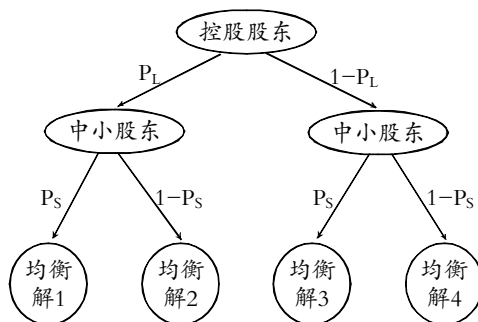 控股股东
P_L 1−P_L
中小股东 中小股东
P_S 1−P_S P_S 1−P_S
均衡 均衡 均衡 均衡
解1 解2 解3 解4